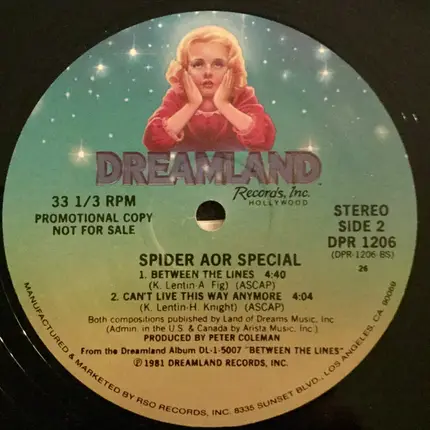 DREAMLAND
Records, Inc.
HOLLYWOOD
33 1/3 RPM
PROMOTIONAL COPY
NOT FOR SALE
STEREO
SIDE 2
DPR 1206
(DPR-1206-BS)
26
SPIDER AOR SPECIAL
1. BETWEEN THE LINES 4:40
(K. Lentin-A. Fig) (ASCAP)
2. CAN'T LIVE THIS WAY ANYMORE 4:04
(K. Lentin-H. Knight) (ASCAP)
Both compositions published by Land of Dreams Music, Inc.
(Admin. in the U.S. & Canada by Arista Music, Inc.)
PRODUCED BY PETER COLEMAN
From the Dreamland Album DL-1-5007 "BETWEEN THE LINES"
℗ 1981 DREAMLAND RECORDS, INC.
MANUFACTURED & MARKETED BY RSO RECORDS, INC. 8335 SUNSET BLVD., LOS ANGELES, CA. 90069